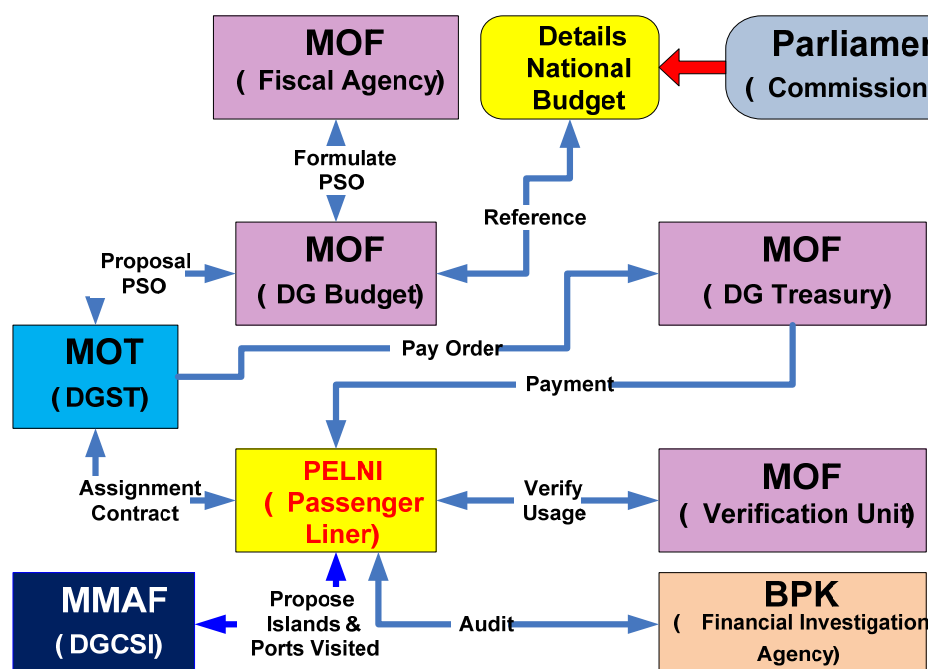 MOF
( Fiscal Agency)
Details
National
Budget
Parliamen
( Commission
Formulate
PSO
Reference
Proposal
PSO
MOF
( DG Budget)
MOF
( DG Treasury)
MOT
( DGST)
Pay Order
Payment
Assignment
Contract
PELNI
( Passenger
Liner)
Verify
Usage
MOF
( Verification Unit)
MMAF
( DGCSI)
Propose
Islands &
Ports Visited
Audit
BPK
( Financial Investigation
Agency)